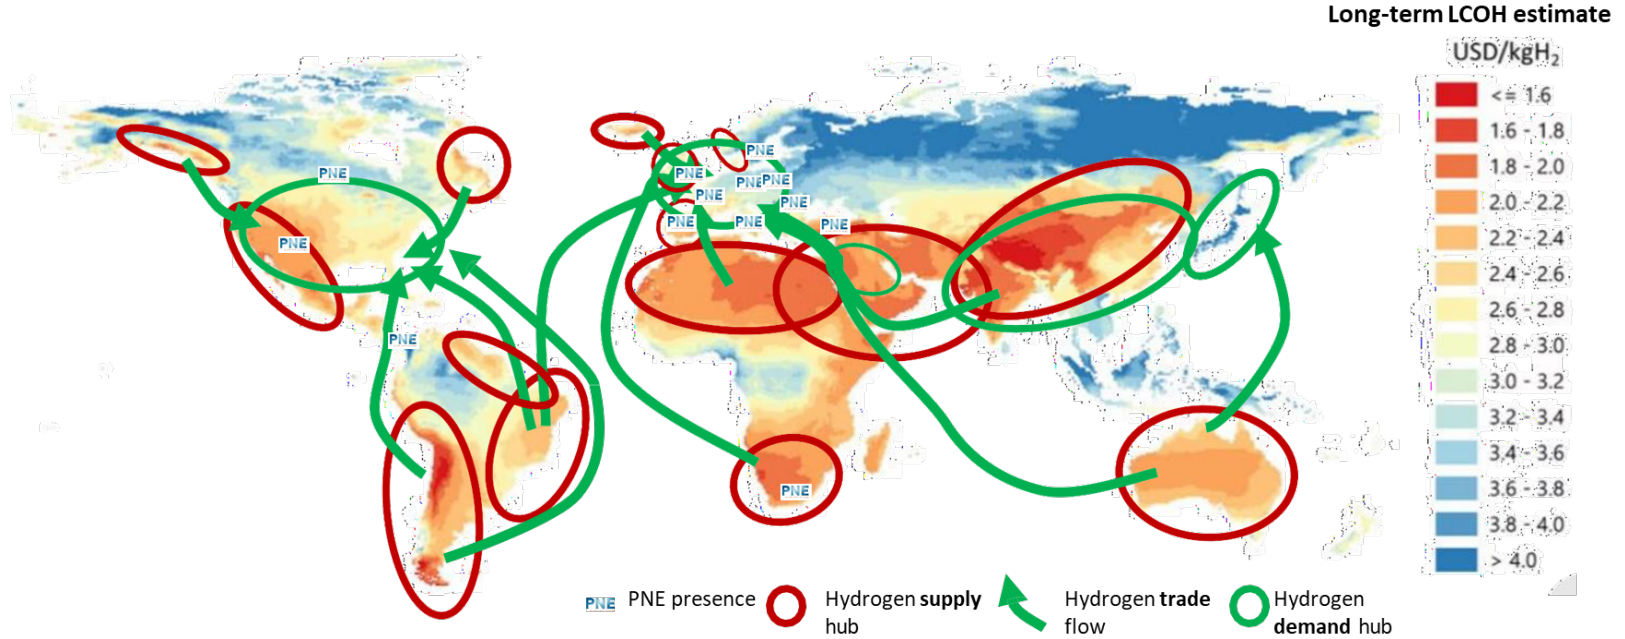 Long-term LCOH estimate
USD/kgH₂
<= 1.6
1.6 - 1.8
1.8 - 2.0
2.0 - 2.2
2.2 - 2.4
2.4 - 2.6
2.6 - 2.8
2.8 - 3.0
3.0 - 3.2
3.2 - 3.4
3.4 - 3.6
3.6 - 3.8
3.8 - 4.0
> 4.0
PNE
PNE
PNE
PNE
PNE
PNE
PNE
PNE
PNE
PNE
PNE
PNE
PNE
PNE PNE presence
Hydrogen supply
hub
Hydrogen trade
flow
Hydrogen
demand hub